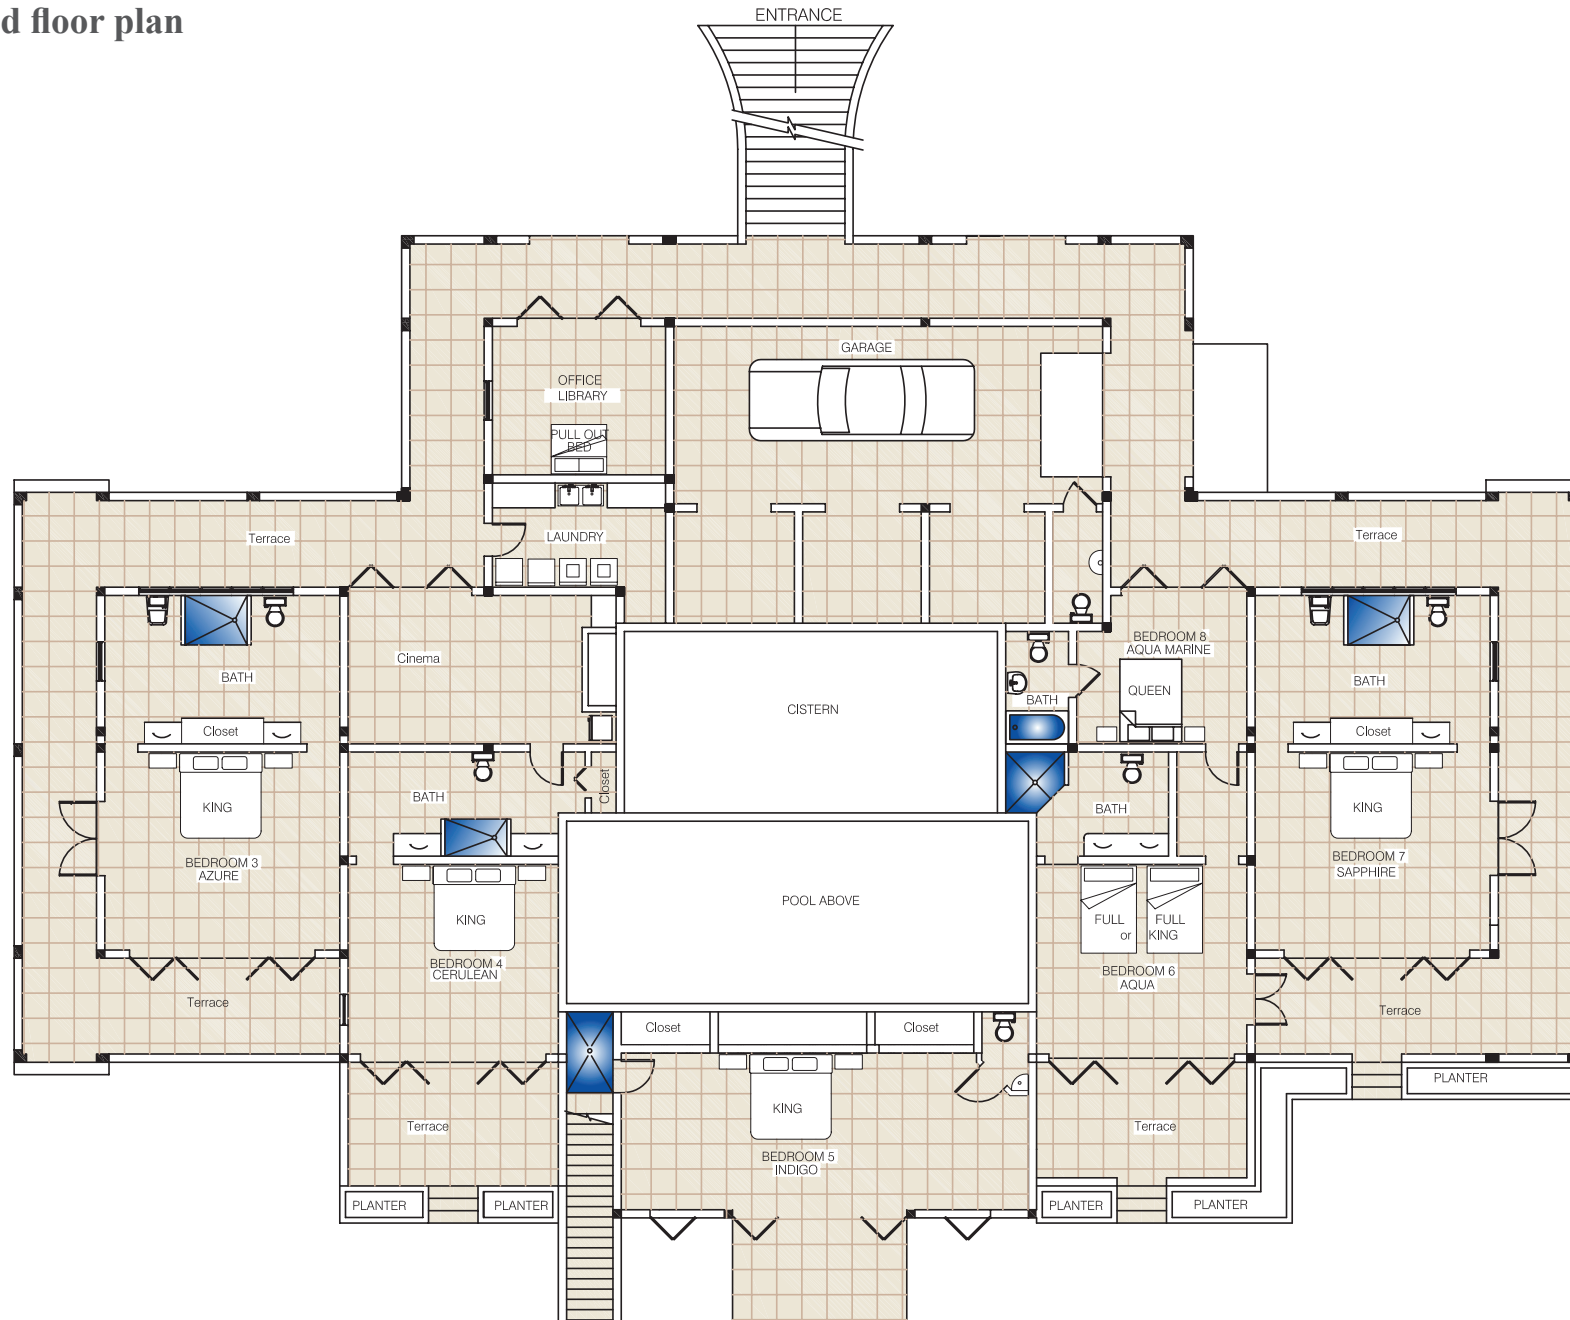 d floor plan
ENTRANCE
GARAGE
OFFICE
LIBRARY
PULL OUT
BED
LAUNDRY
Terrace
Terrace
Cinema
BATH
Closet
KING
BEDROOM 3
AZURE
Terrace
BATH
Closet
KING
BEDROOM 4
CERULEAN
Terrace
PLANTER
PLANTER
CISTERN
POOL ABOVE
Closet
Closet
KING
BEDROOM 5
INDIGO
BEDROOM 8
AQUA MARINE
QUEEN
BATH
BATH
FULL
or
FULL
KING
BEDROOM 6
AQUA
Terrace
PLANTER
PLANTER
BATH
Closet
KING
BEDROOM 7
SAPPHIRE
Terrace
PLANTER